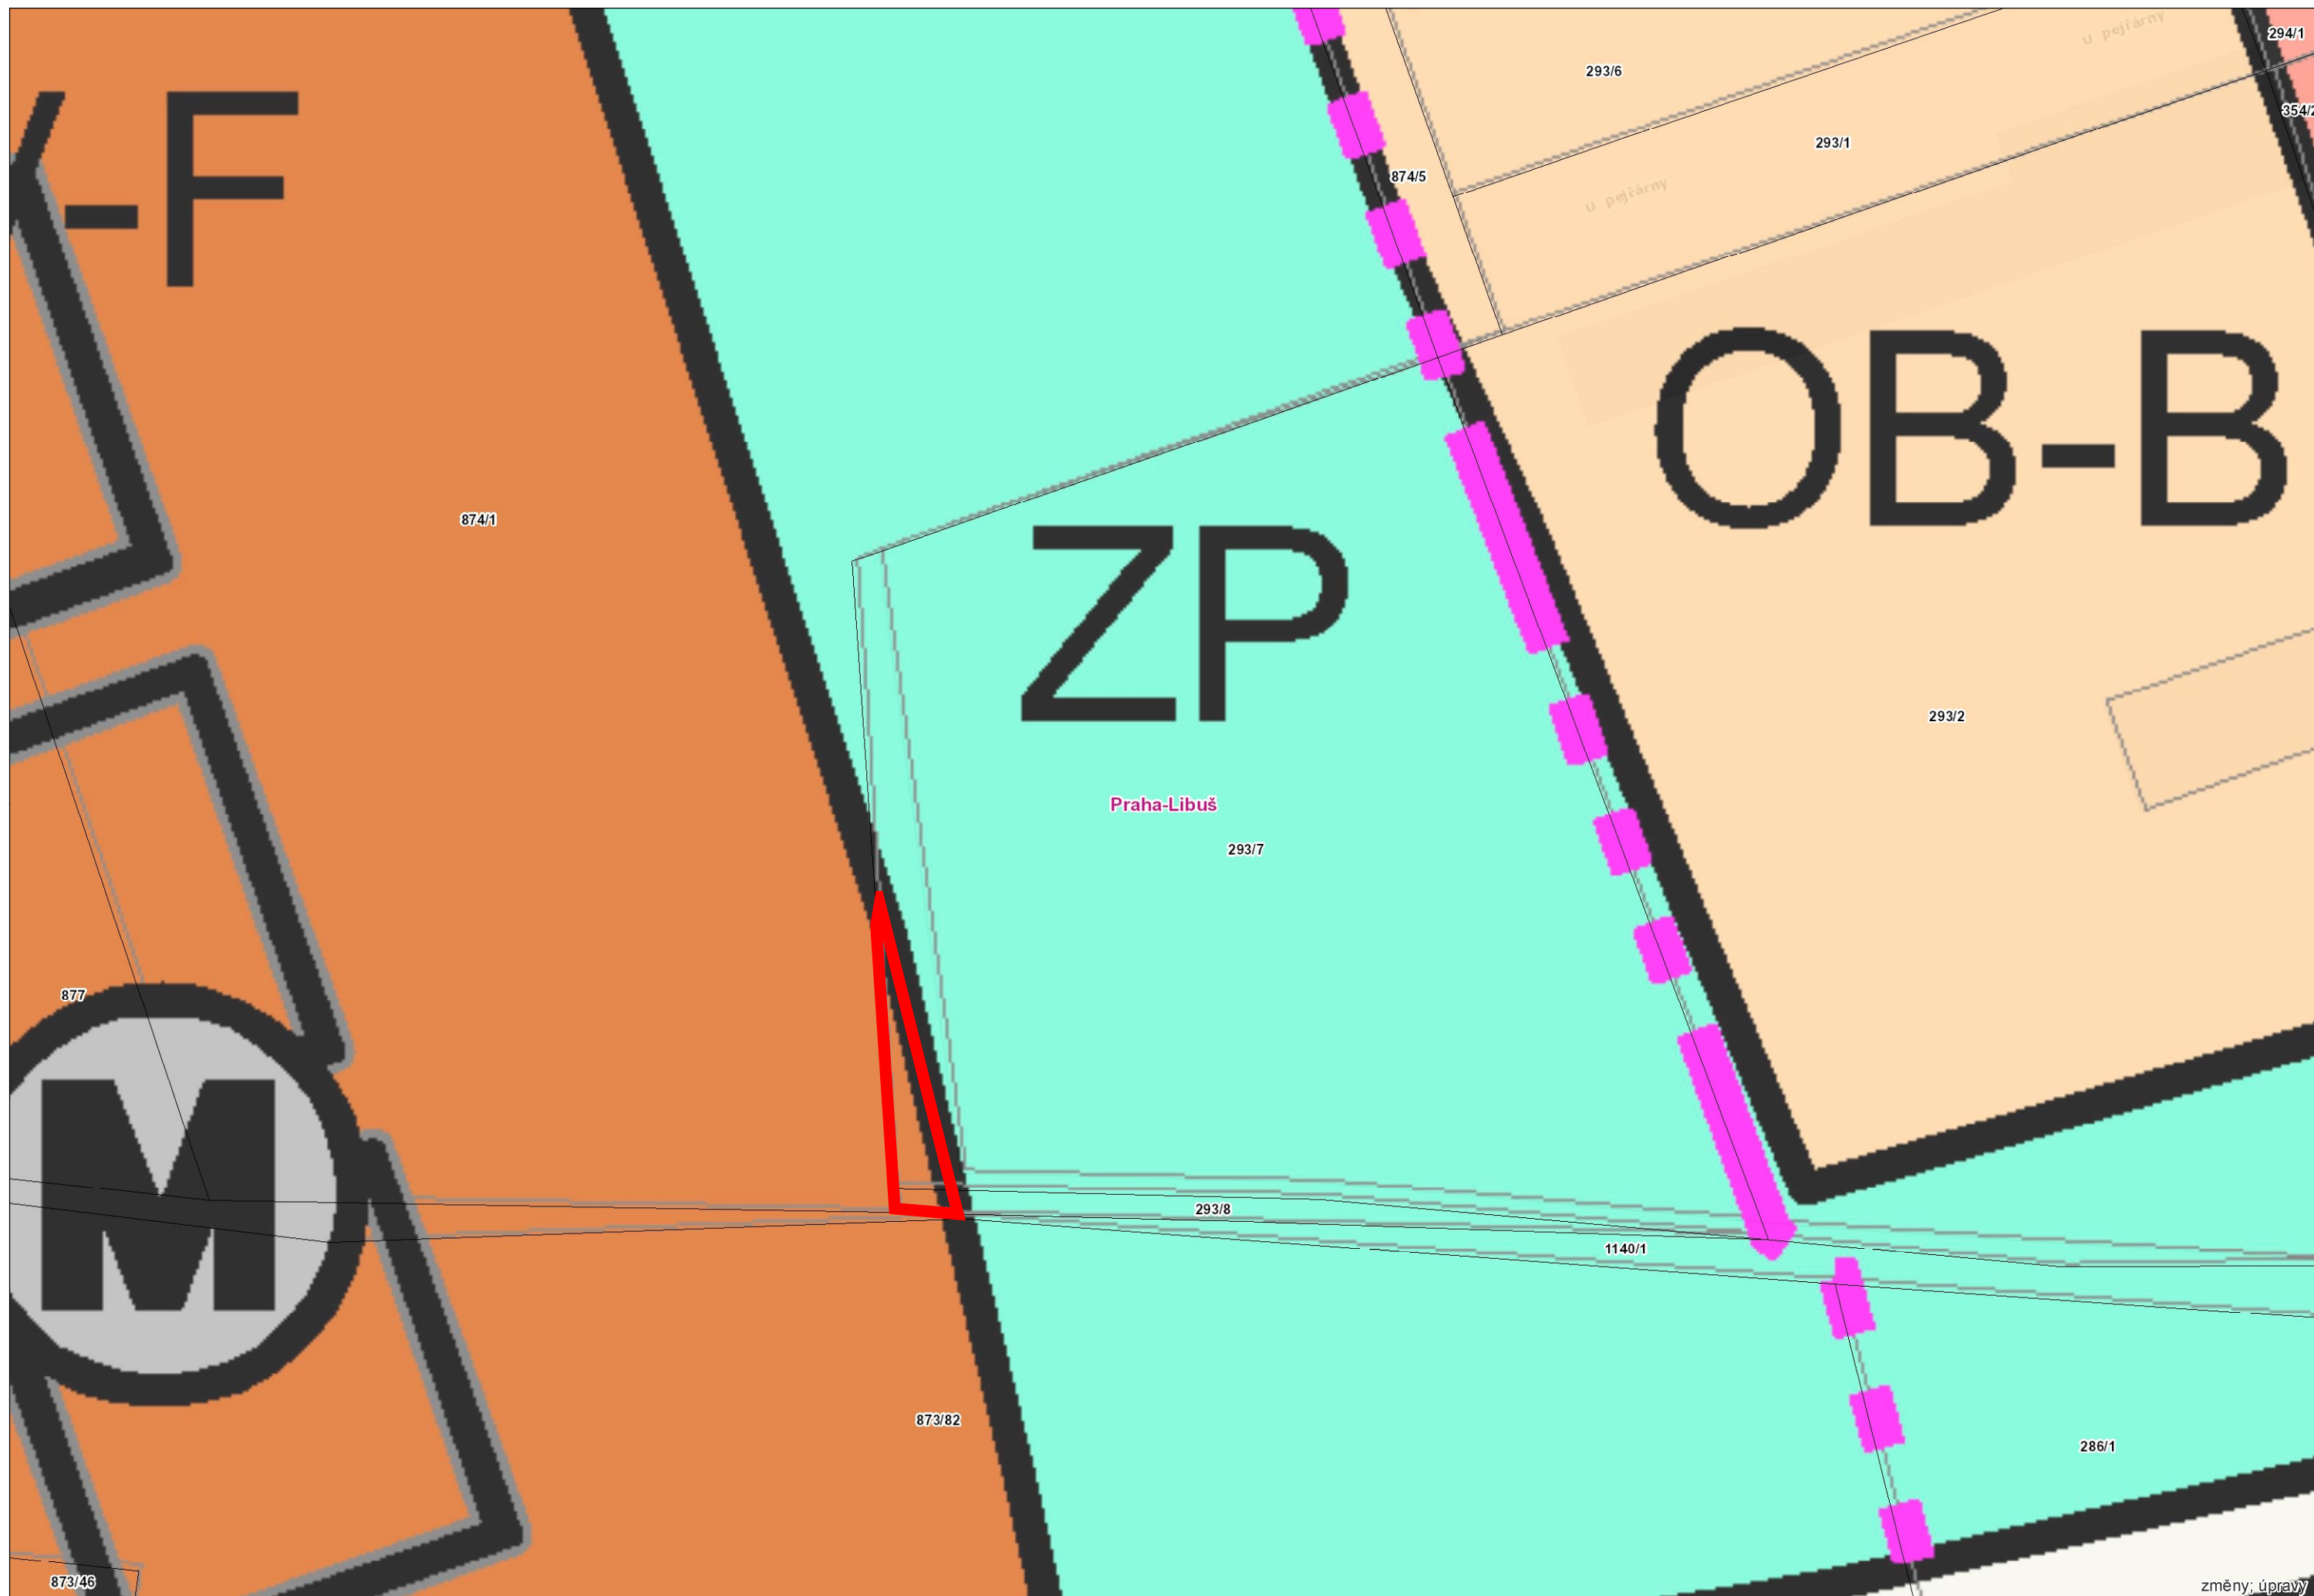 u pejřárny
294/1
293/6
354/2
293/1
-F
874/5
u pejřárny
OB-B
874/1
ZP
293/2
Praha-Libuš
293/7
877
M
293/8
1140/1
873/82
286/1
873/46
změny; úpravy